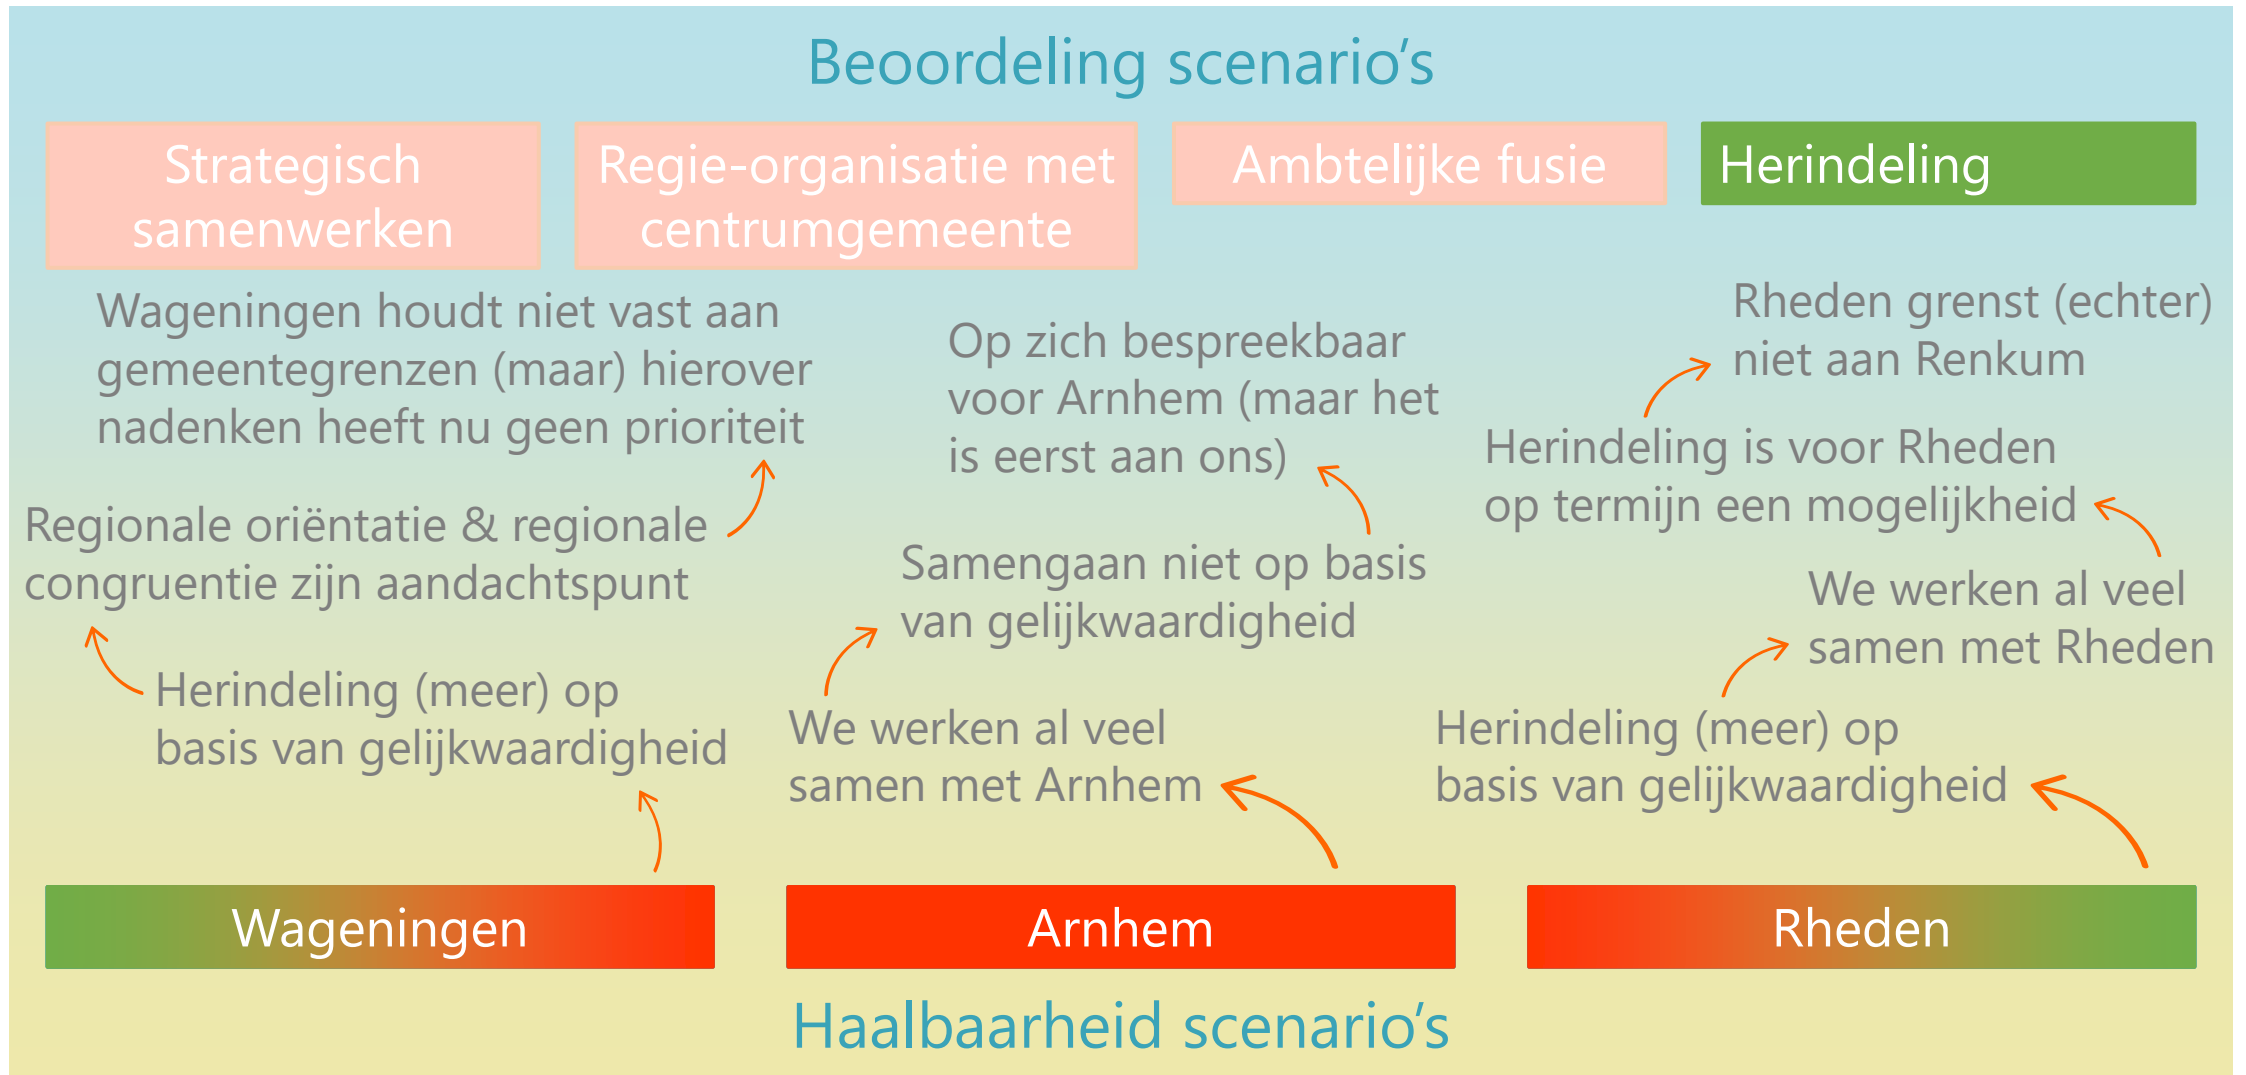 Beoordeling scenario's
Strategisch
samenwerken
Regie-organisatie met
centrumgemeente
Ambtelijke fusie
Herindeling
Wageningen houdt niet vast aan
gemeentegrenzen (maar) hierover
nadenken heeft nu geen prioriteit
Regionale oriëntatie & regionale
congruentie zijn aandachtspunt
Herindeling (meer) op
basis van gelijkwaardigheid
Op zich bespreekbaar
voor Arnhem (maar het
is eerst aan ons)
Samengaan niet op basis
van gelijkwaardigheid
We werken al veel
samen met Arnhem
Rheden grenst (echter)
niet aan Renkum
Herindeling is voor Rheden
op termijn een mogelijkheid
We werken al veel
samen met Rheden
Herindeling (meer) op
basis van gelijkwaardigheid
Wageningen
Arnhem
Rheden
Haalbaarheid scenario's